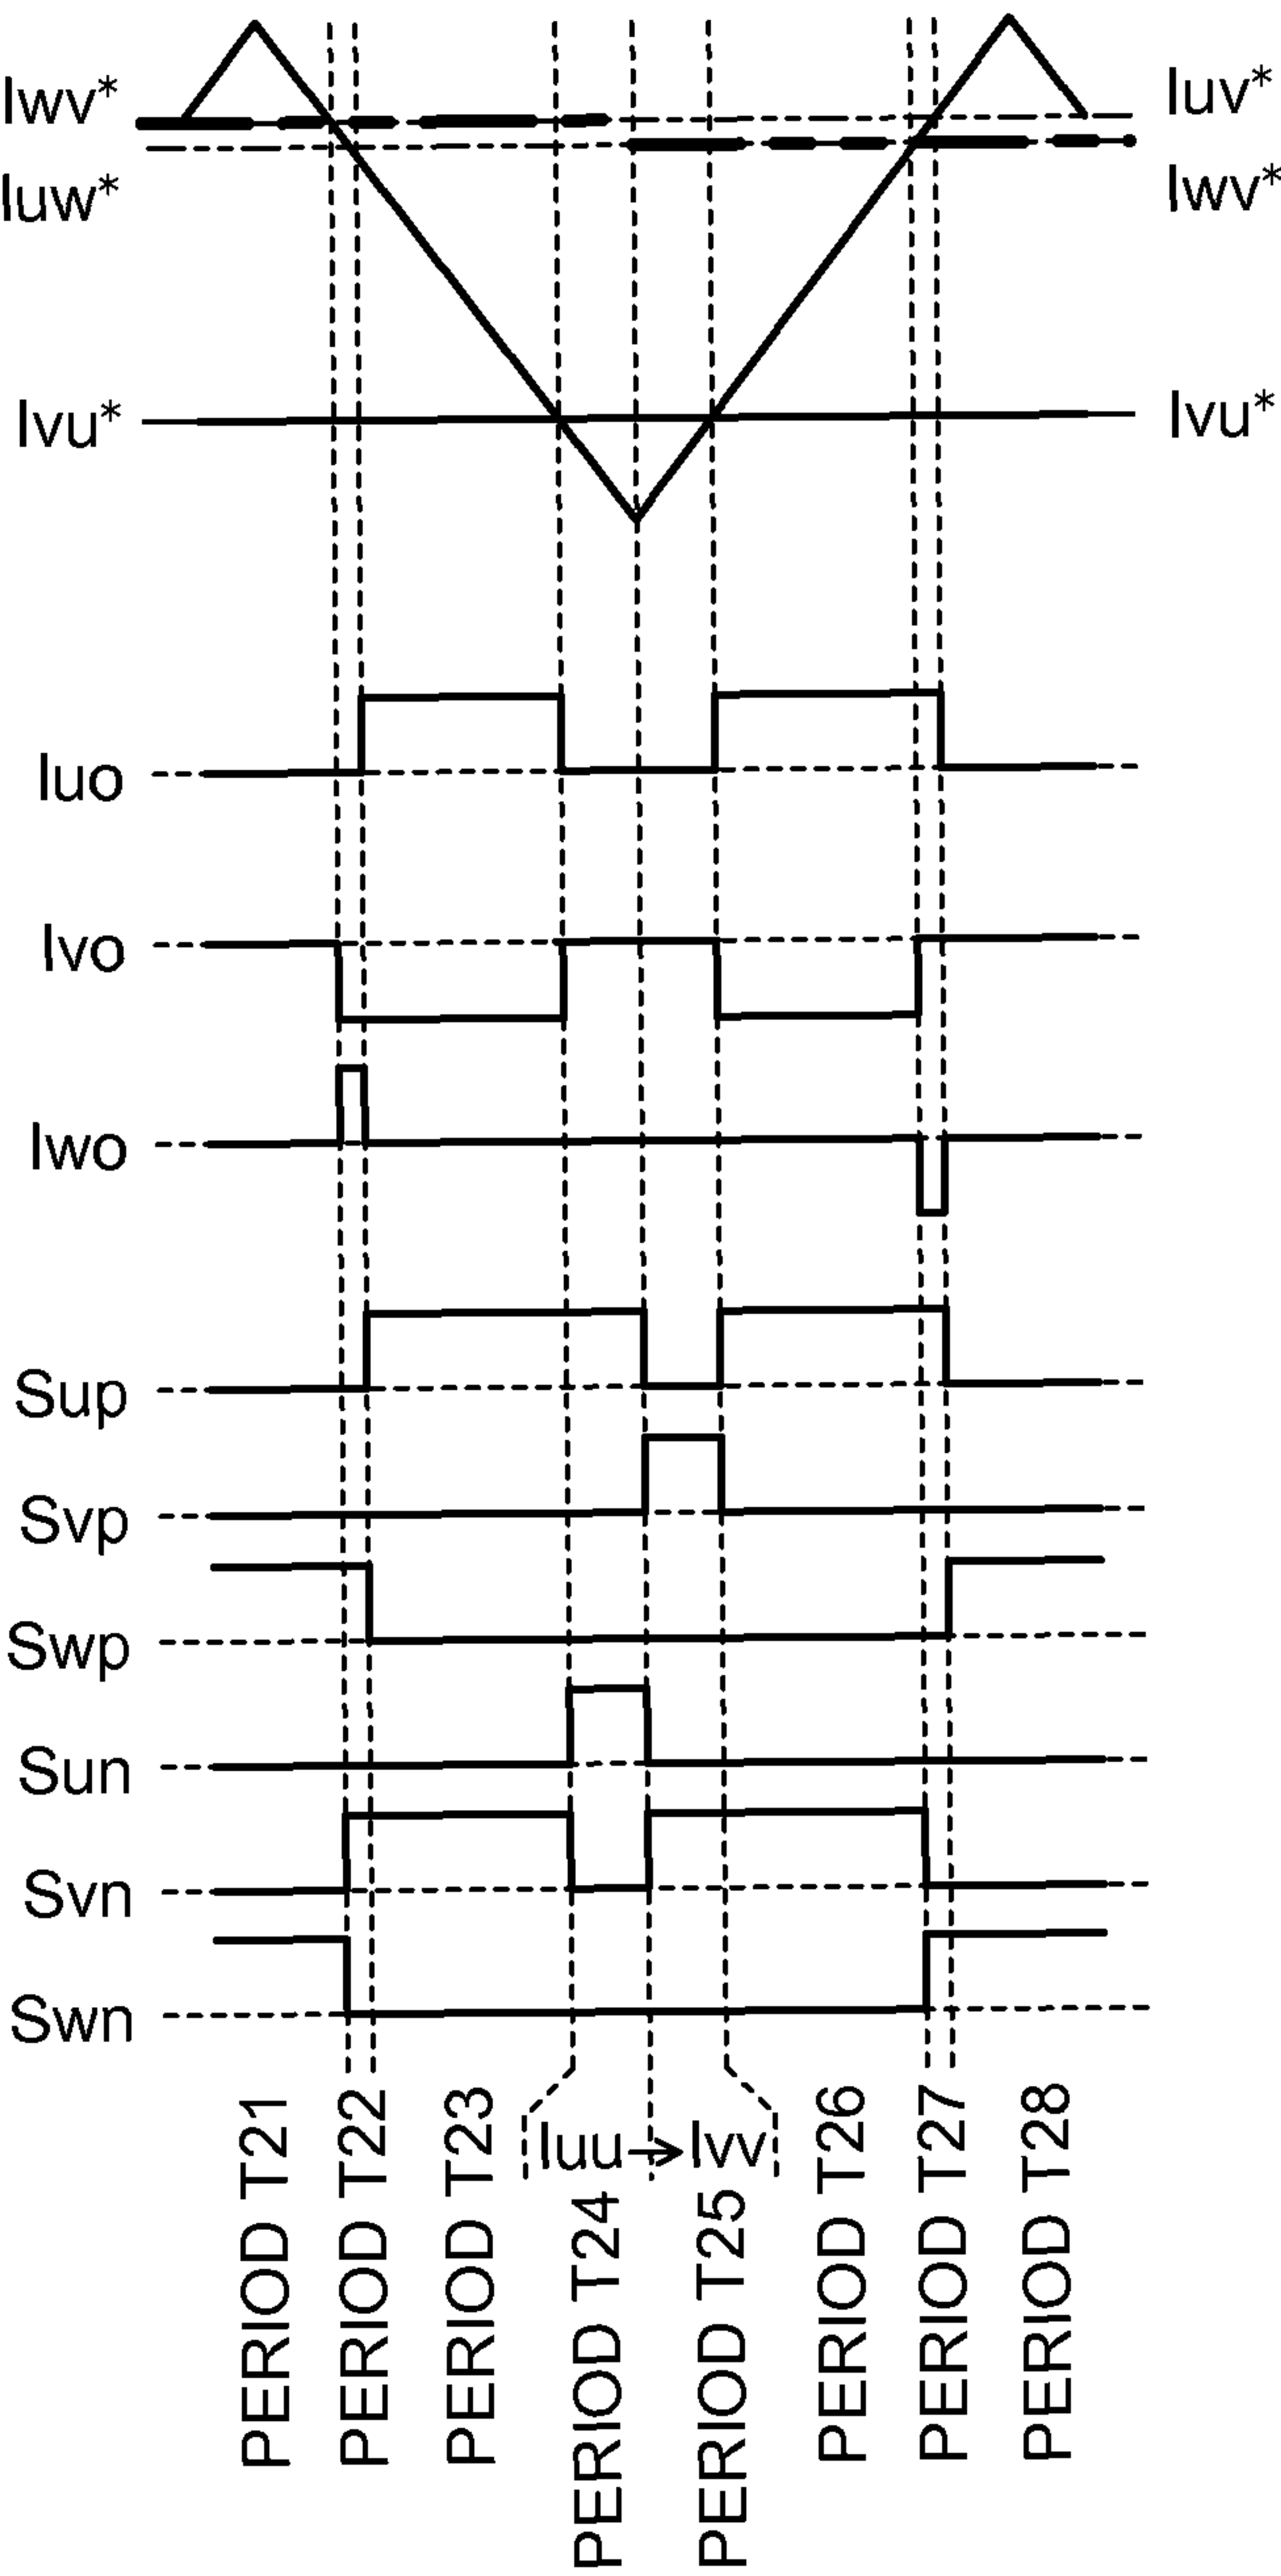 Iwv*
Iuv*
Iuw*
Iwv*
Ivu*
Ivu*
Iuo
Ivo
Iwo
Sup
Svp
Swp
Sun
Svn
Swn
Iuu→Ivv
PERIOD T21
PERIOD T22
PERIOD T23
PERIOD T24
PERIOD T25
PERIOD T26
PERIOD T27
PERIOD T28